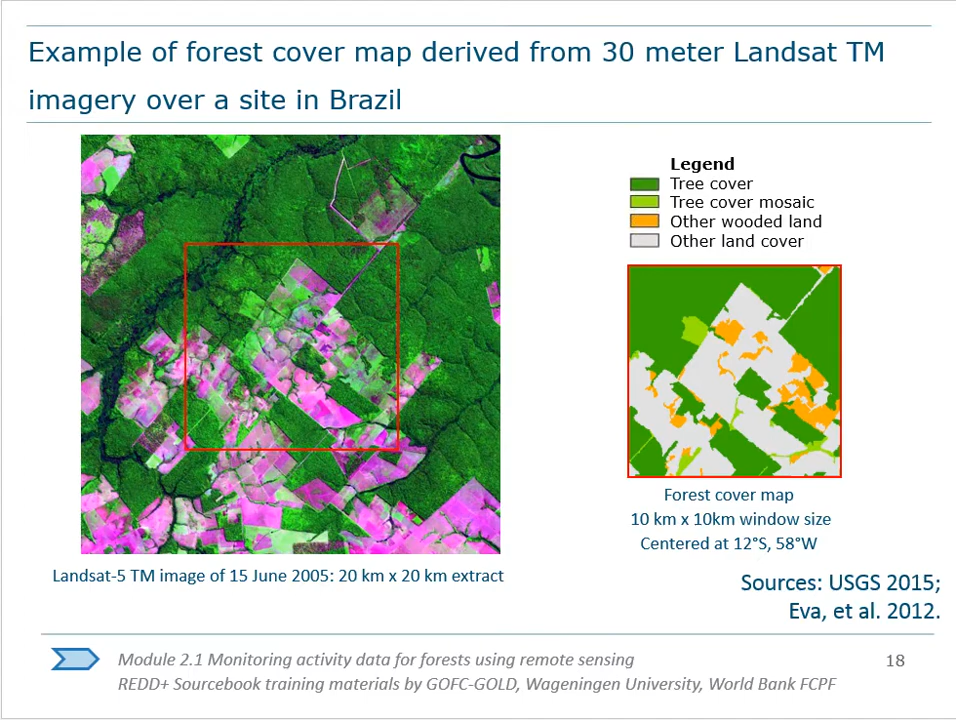 Example of forest cover map derived from 30 meter Landsat TM
imagery over a site in Brazil
Legend
Tree cover
Tree cover mosaic
Other wooded land
Other land cover
Forest cover map
10 km x 10km window size
Centered at 12°S, 58°W
Landsat-5 TM image of 15 June 2005: 20 km x 20 km extract
Sources: USGS 2015;
Eva, et al. 2012.
Module 2.1 Monitoring activity data for forests using remote sensing
REDD+ Sourcebook training materials by GOFC-GOLD, Wageningen University, World Bank FCPF
18